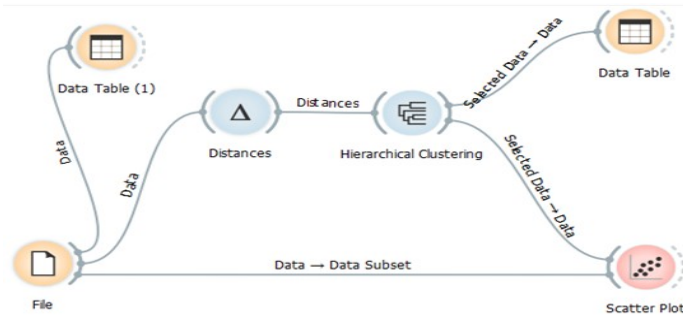 Data Table (1)
Data
Data
Distances
Distances
Hierarchical Clustering
Selected Data → Data
Data Table
Selected Data → Data
File
Data → Data Subset
Scatter Plot